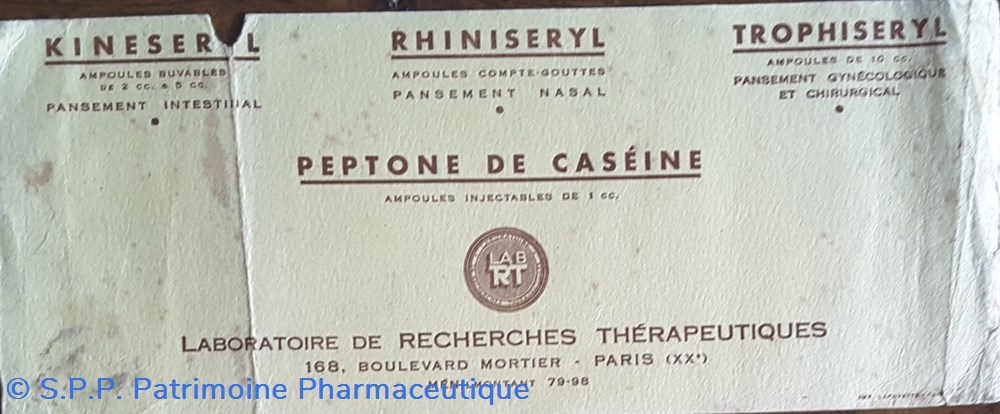 KINESERYL
AMPOULES BUVABLES
DE 2 CC. & 5 CC.
PANSEMENT INTESTINAL
RHINISERYL
AMPOULES COMPTE-GOUTTES
PANSEMENT NASAL
TROPHISERYL
AMPOULES DE 10 CC.
PANSEMENT GYNÉCOLOGIQUE
ET CHIRURGICAL
PEPTONE DE CASÉINE
AMPOULES INJECTABLES DE 1 CC.
LAB
RT
LABORATOIRE DE RECHERCHES THÉRAPEUTIQUES
168, BOULEVARD MORTIER - PARIS (XXᵉ)
MÉNILMONTANT 79-98
© S.P.P. Patrimoine Pharmaceutique